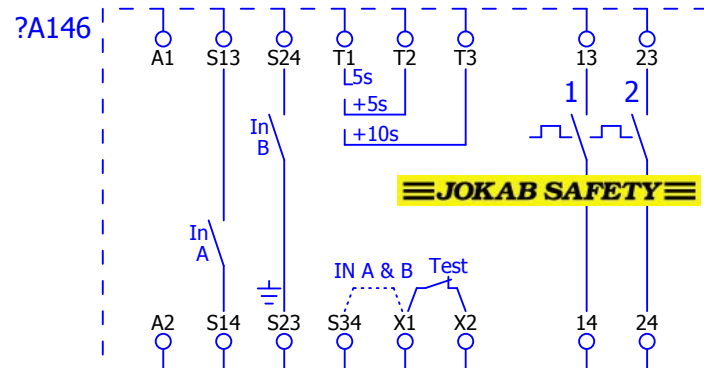 ?A146
A1 S13 S24 T1 T2 T3 13 23
5s
+5s
+10s
1 2
In
B
JOKAB SAFETY
In
A
IN A & B Test
A2 S14 S23 S34 X1 X2 14 24